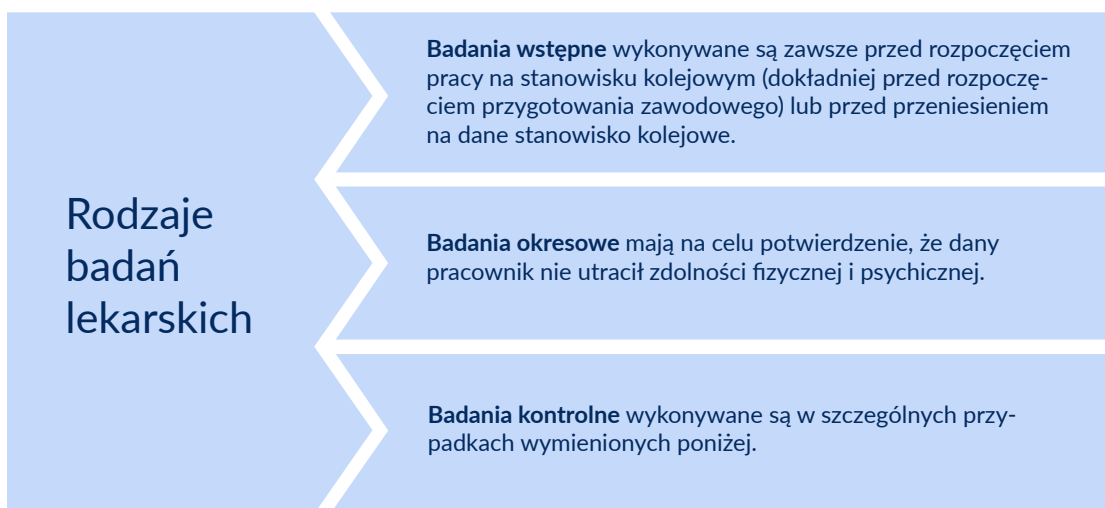 Rodzaje
badań
lekarskich
Badania wstępne wykonywane są zawsze przed rozpoczęciem
pracy na stanowisku kolejowym (dokładniej przed rozpoczę-
ciem przygotowania zawodowego) lub przed przeniesieniem
na dane stanowisko kolejowe.
Badania okresowe mają na celu potwierdzenie, że dany
pracownik nie utracił zdolności fizycznej i psychicznej.
Badania kontrolne wykonywane są w szczególnych przy-
padkach wymienionych poniżej.